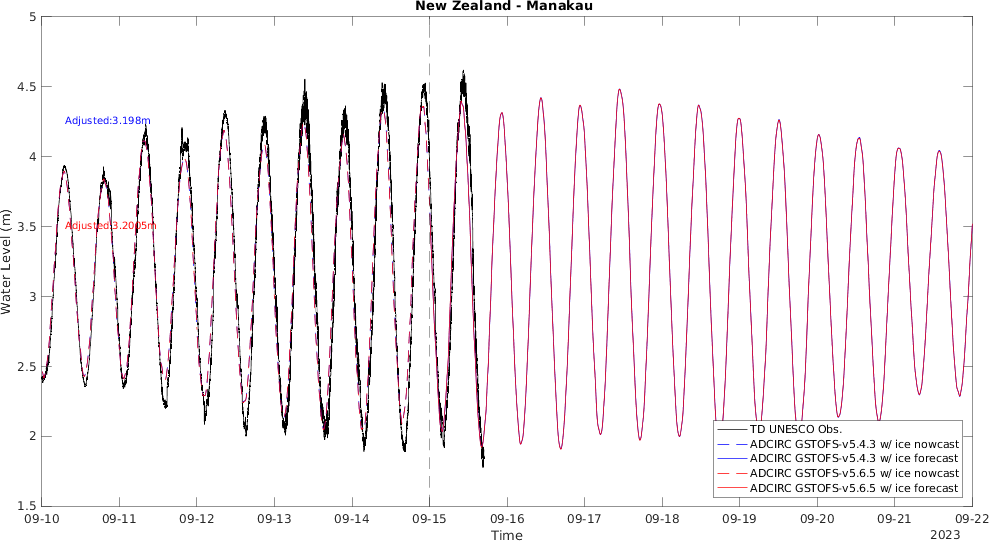 New Zealand - Manakau
5
4.5
4
3.5
3
2.5
2
1.5
Water Level (m)
Adjusted:3.198m
Adjusted:3.2005m
TD UNESCO Obs.
ADCIRC GSTOFS-v5.4.3 w/ ice nowcast
ADCIRC GSTOFS-v5.4.3 w/ ice forecast
ADCIRC GSTOFS-v5.6.5 w/ ice nowcast
ADCIRC GSTOFS-v5.6.5 w/ ice forecast
09-10 09-11 09-12 09-13 09-14 09-15 09-16 09-17 09-18 09-19 09-20 09-21 09-22
Time
2023